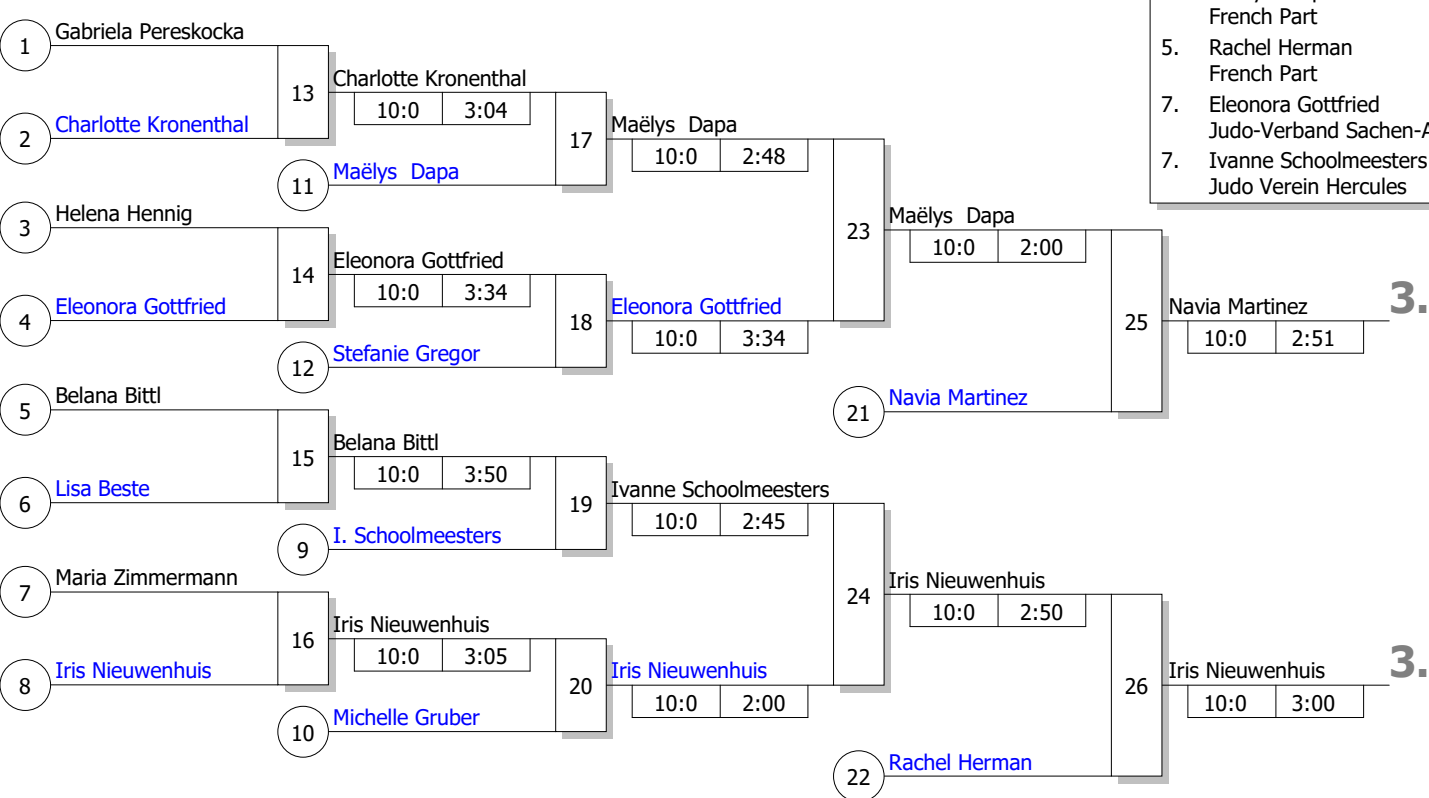 French Part
5. Rachel Herman
French Part
7. Eleonora Gottfried
Judo-Verband Sachen-A
7. Ivanne Schoolmeesters
Judo Verein Hercules
1 Gabriela Pereskocka
13 Charlotte Kronenthal
10:0 3:04
2 Charlotte Kronenthal
17 Maëlys Dapa
10:0 2:48
11 Maëlys Dapa
3 Helena Hennig
23 Maëlys Dapa
10:0 2:00
14 Eleonora Gottfried
10:0 3:34
4 Eleonora Gottfried
18 Eleonora Gottfried
10:0 3:34
12 Stefanie Gregor
25 Navia Martinez 3.
10:0 2:51
5 Belana Bittl
21 Navia Martinez
15 Belana Bittl
10:0 3:50
6 Lisa Beste
19 Ivanne Schoolmeesters
10:0 2:45
9 I. Schoolmeesters
7 Maria Zimmermann
24 Iris Nieuwenhuis
10:0 2:50
16 Iris Nieuwenhuis
10:0 3:05
8 Iris Nieuwenhuis
20 Iris Nieuwenhuis
10:0 2:00
10 Michelle Gruber
26 Iris Nieuwenhuis 3.
10:0 3:00
22 Rachel Herman